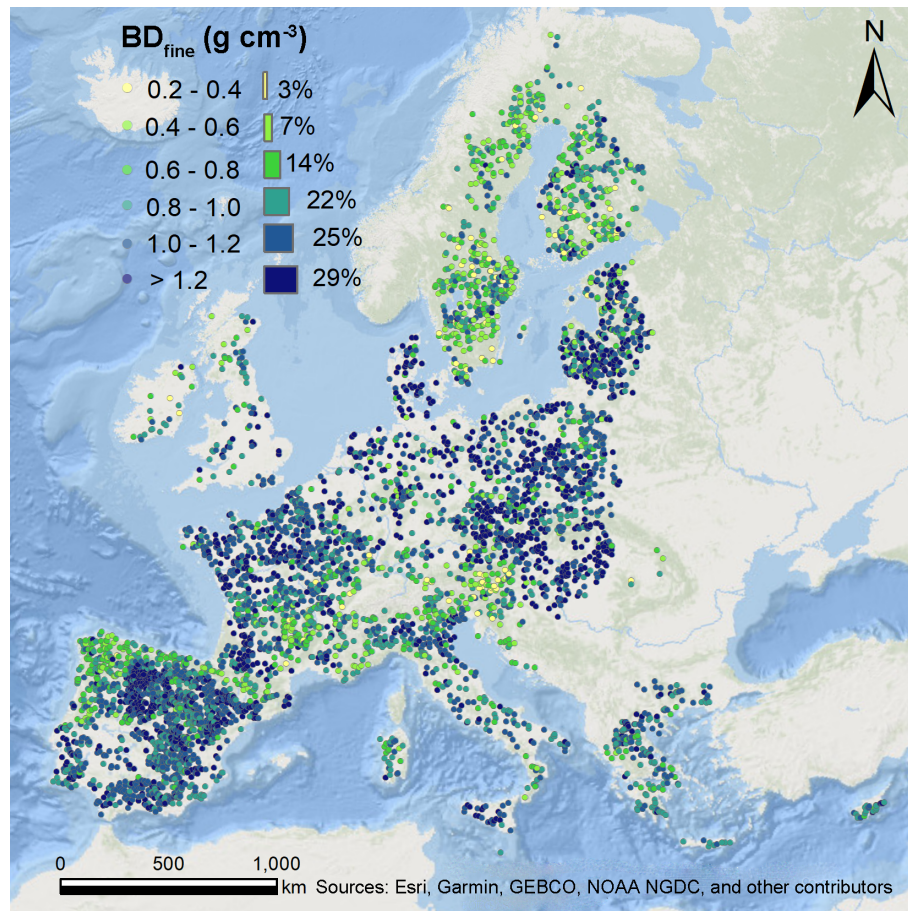 BDfine (g cm-3)
N
0.2 - 0.4 3%
0.4 - 0.6 7%
0.6 - 0.8 14%
0.8 - 1.0 22%
1.0 - 1.2 25%
> 1.2 29%
0 500 1,000
km Sources: Esri, Garmin, GEBCO, NOAA NGDC, and other contributors